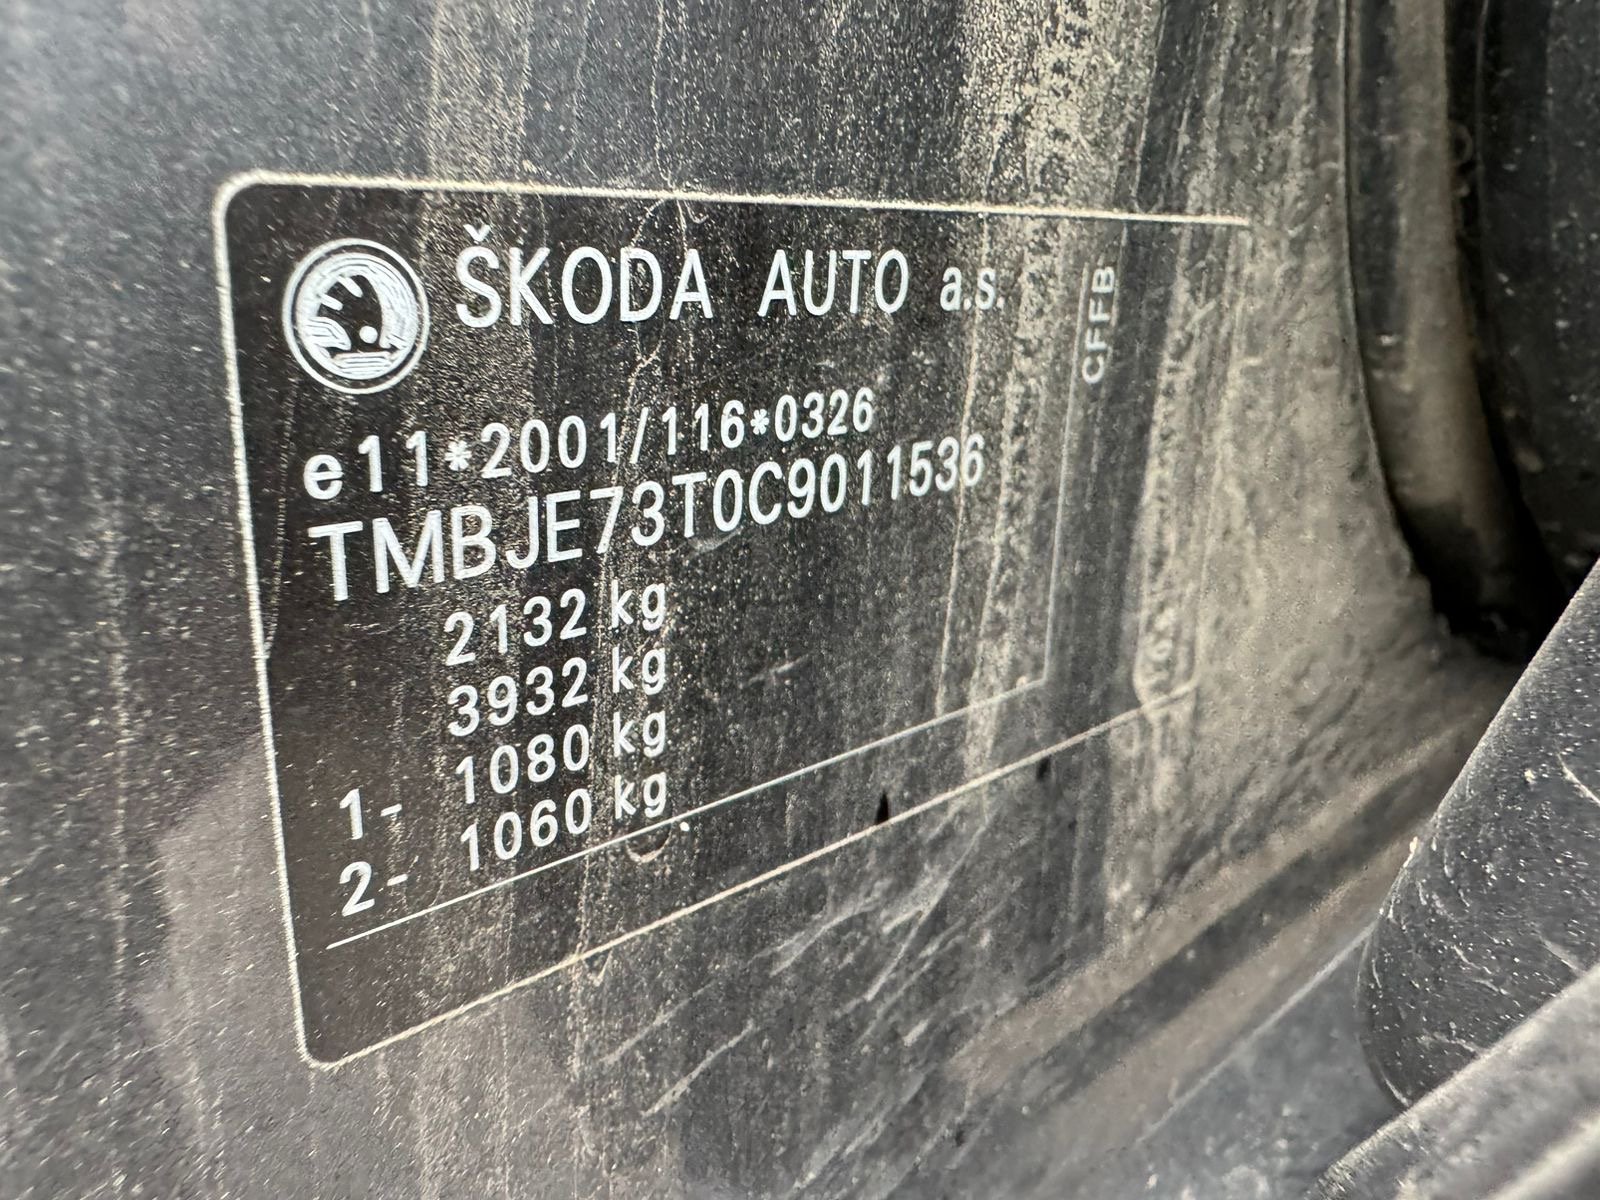 ŠKODA AUTO a.s.
CFFB
e11*2001/116*0326
TMBJE73T0C9011536
2132 kg
3932 kg
1- 1080 kg
2- 1060 kg